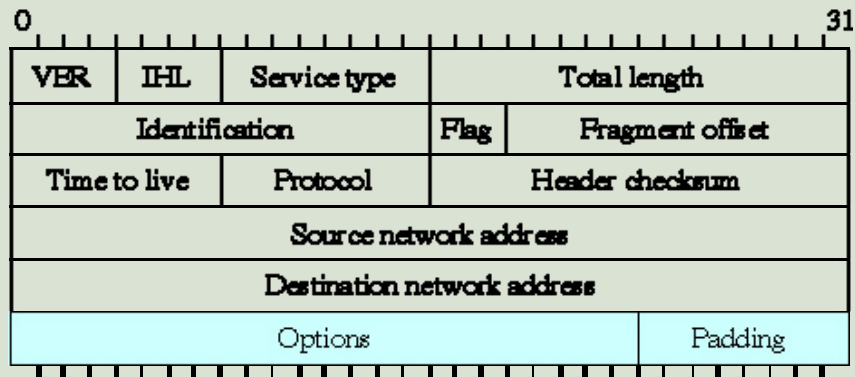 0 31
VER IHL Service type Total length
Identification Flag Fragment offset
Time to live Protocol Header checksum
Source network address
Destination network address
Options Padding